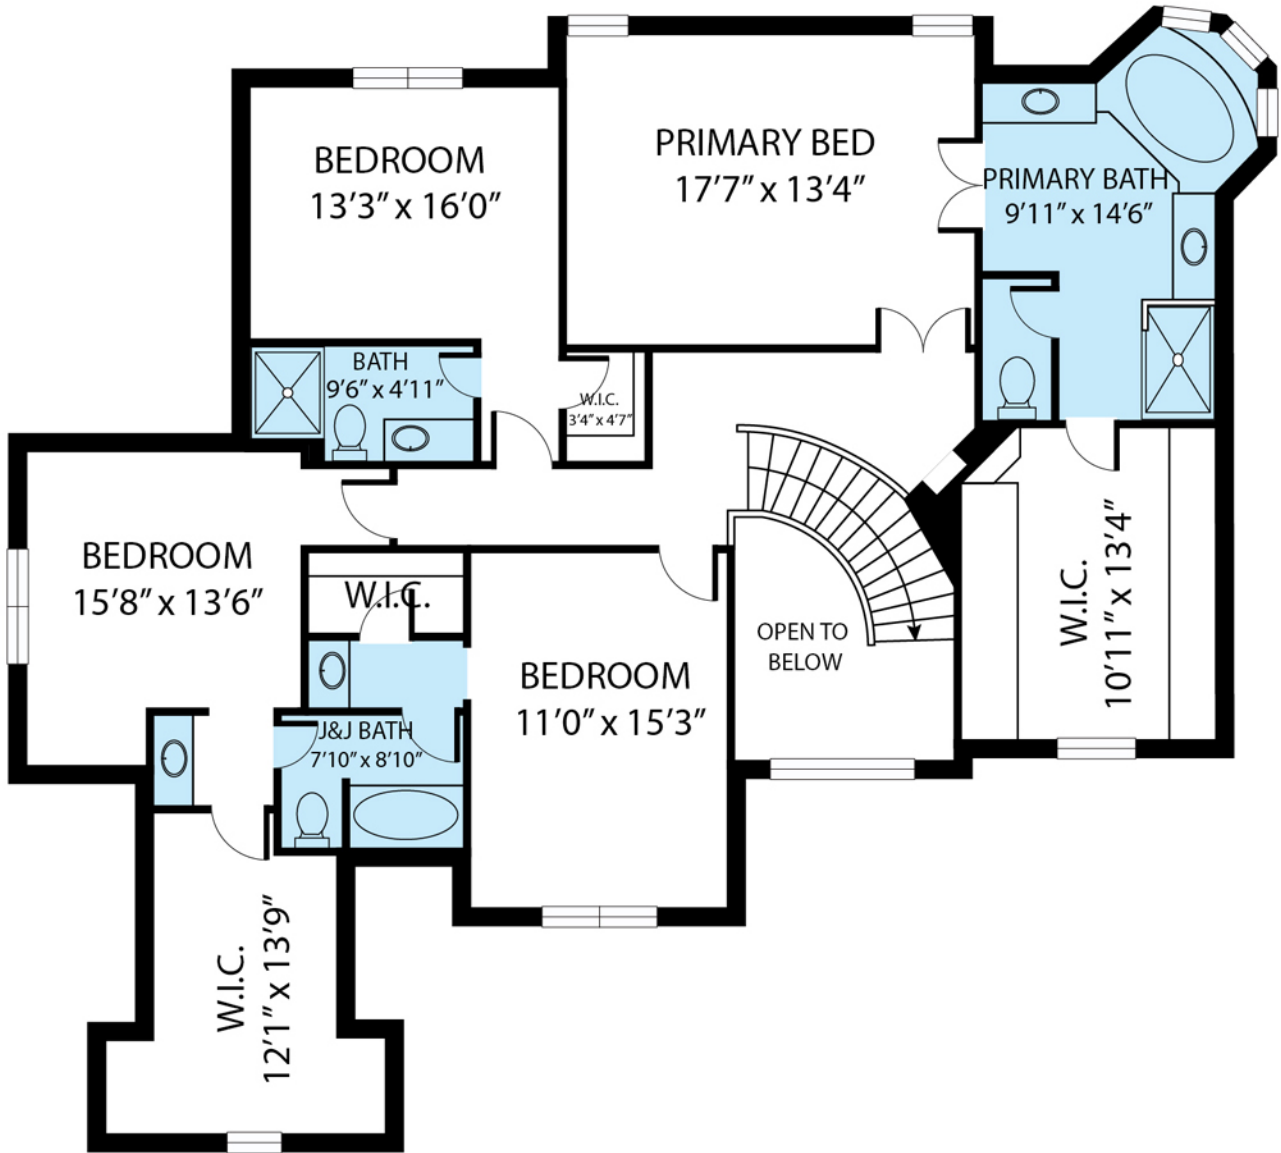 PRIMARY BED
17'7" x 13'4"
BEDROOM
13'3" x 16'0"
PRIMARY BATH
9'11" x 14'6"
BATH
9'6" x 4'11"
W.I.C.
3'4" x 4'7"
BEDROOM
15'8" x 13'6"
W.I.C.
BEDROOM
11'0" x 15'3"
OPEN TO
BELOW
W.I.C.
10'11" x 13'4"
J&J BATH
7'10" x 8'10"
W.I.C.
12'1" x 13'9"